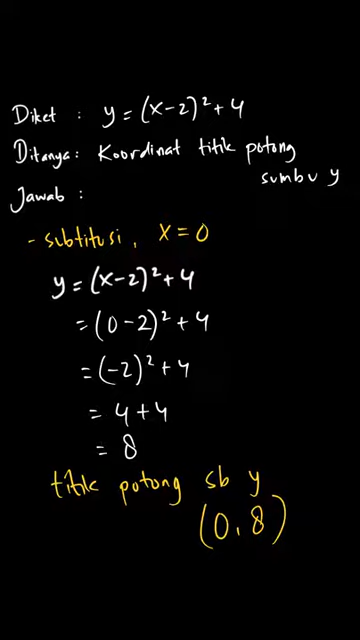 Diket : y = (x-2)² + 4
Ditanya : Koordinat titik potong
sumbu y
Jawab :
- subtitusi, x = 0
y = (x-2)² + 4
= (0-2)² + 4
= (-2)² + 4
= 4 + 4
= 8
titik potong sb y
(0, 8)